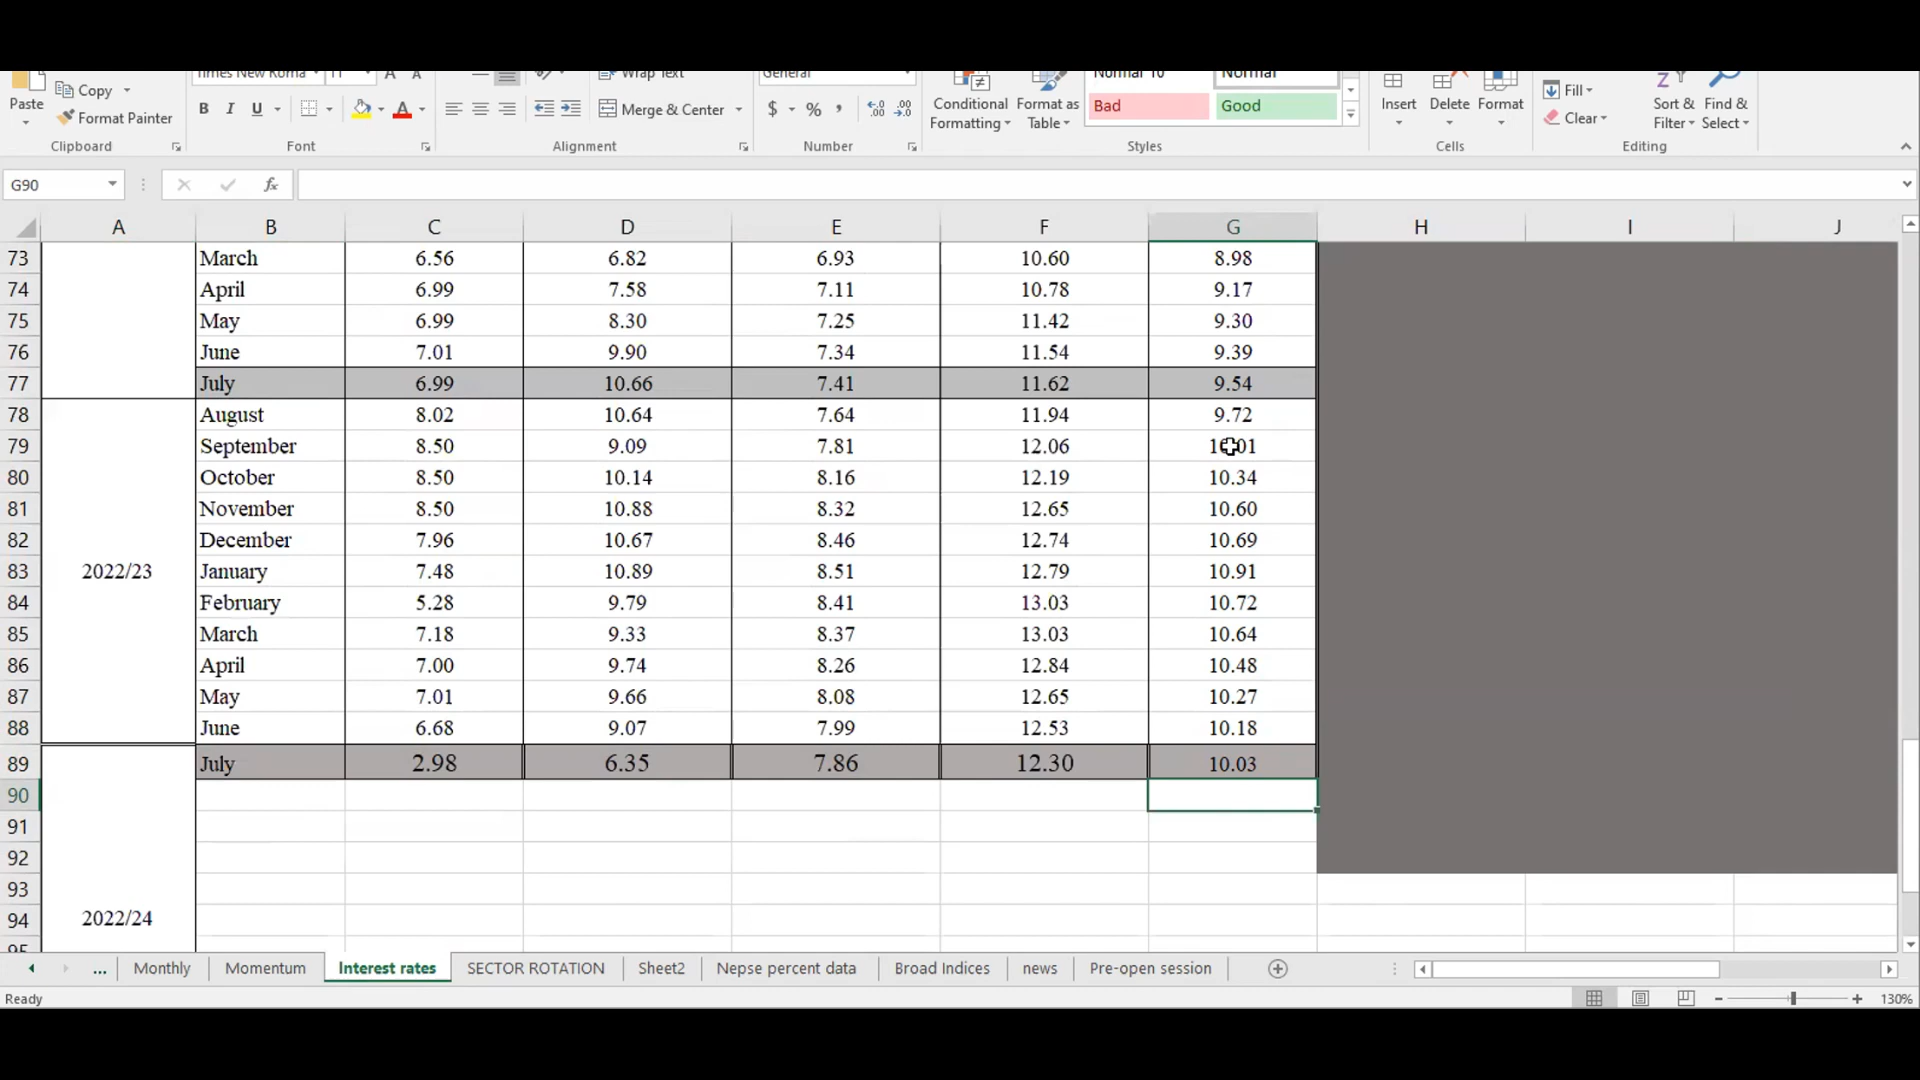 Times New Roma 11 A A Wrap Text General Normal 10 Normal
Paste Copy Format Painter B I U A Merge & Center $ % , Conditional Formatting Format as Table Bad Good Insert Delete Format Fill Clear Sort & Filter Find & Select
Clipboard Font Alignment Number Styles Cells Editing
G90 fx
A B C D E F G H I J
73 March 6.56 6.82 6.93 10.60 8.98
74 April 6.99 7.58 7.11 10.78 9.17
75 May 6.99 8.30 7.25 11.42 9.30
76 June 7.01 9.90 7.34 11.54 9.39
77 July 6.99 10.66 7.41 11.62 9.54
78 August 8.02 10.64 7.64 11.94 9.72
79 September 8.50 9.09 7.81 12.06
80 October 8.50 10.14 8.16 12.19 10.34
81 November 8.50 10.88 8.32 12.65 10.60
82 December 7.96 10.67 8.46 12.74 10.69
83 2022/23 January 7.48 10.89 8.51 12.79 10.91
84 February 5.28 9.79 8.41 13.03 10.72
85 March 7.18 9.33 8.37 13.03 10.64
86 April 7.00 9.74 8.26 12.84 10.48
87 May 7.01 9.66 8.08 12.65 10.27
88 June 6.68 9.07 7.99 12.53 10.18
89 July 2.98 6.35 7.86 12.30 10.03
90
91
92
93
94 2022/24
95
... Monthly Momentum Interest rates SECTOR ROTATION Sheet2 Nepse percent data Broad Indices news Pre-open session
Ready 130%